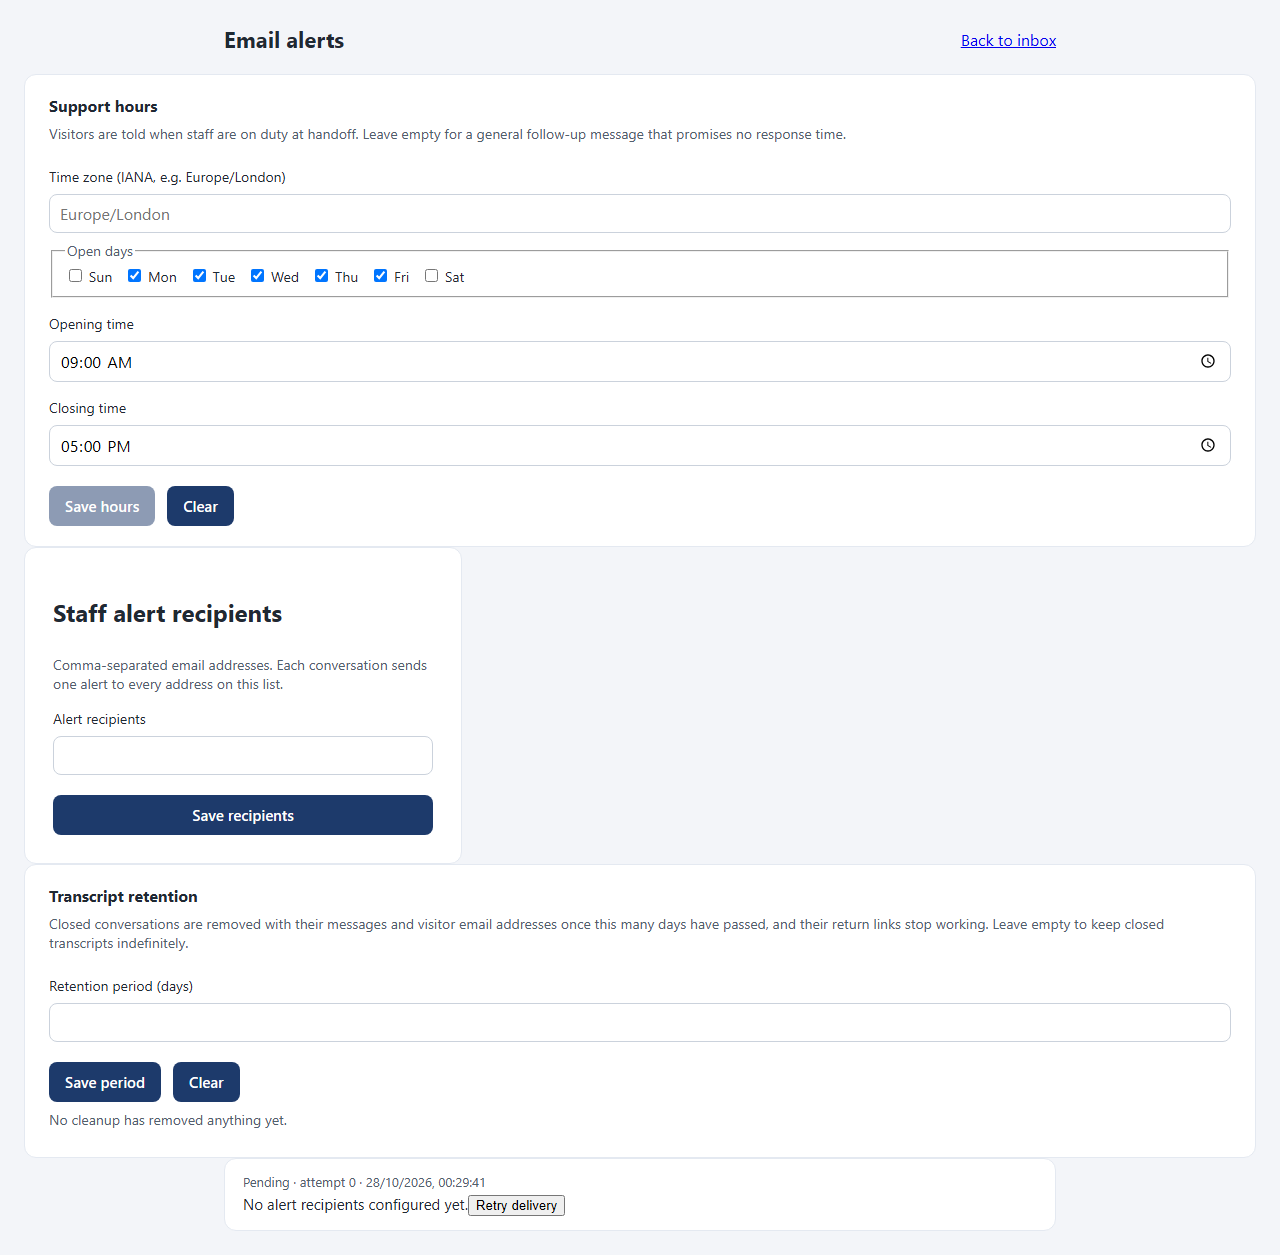 Email alerts
Back to inbox
Support hours
Visitors are told when staff are on duty at handoff. Leave empty for a general follow-up message that promises no response time.
Time zone (IANA, e.g. Europe/London)
Europe/London
Open days
Sun Mon Tue Wed Thu Fri Sat
Opening time
09:00 AM
Closing time
05:00 PM
Save hours Clear
Staff alert recipients
Comma-separated email addresses. Each conversation sends
one alert to every address on this list.
Alert recipients
Save recipients
Transcript retention
Closed conversations are removed with their messages and visitor email addresses once this many days have passed, and their return links stop working. Leave empty to keep closed
transcripts indefinitely.
Retention period (days)
Save period Clear
No cleanup has removed anything yet.
Pending · attempt 0 · 28/10/2026, 00:29:41
No alert recipients configured yet. Retry delivery